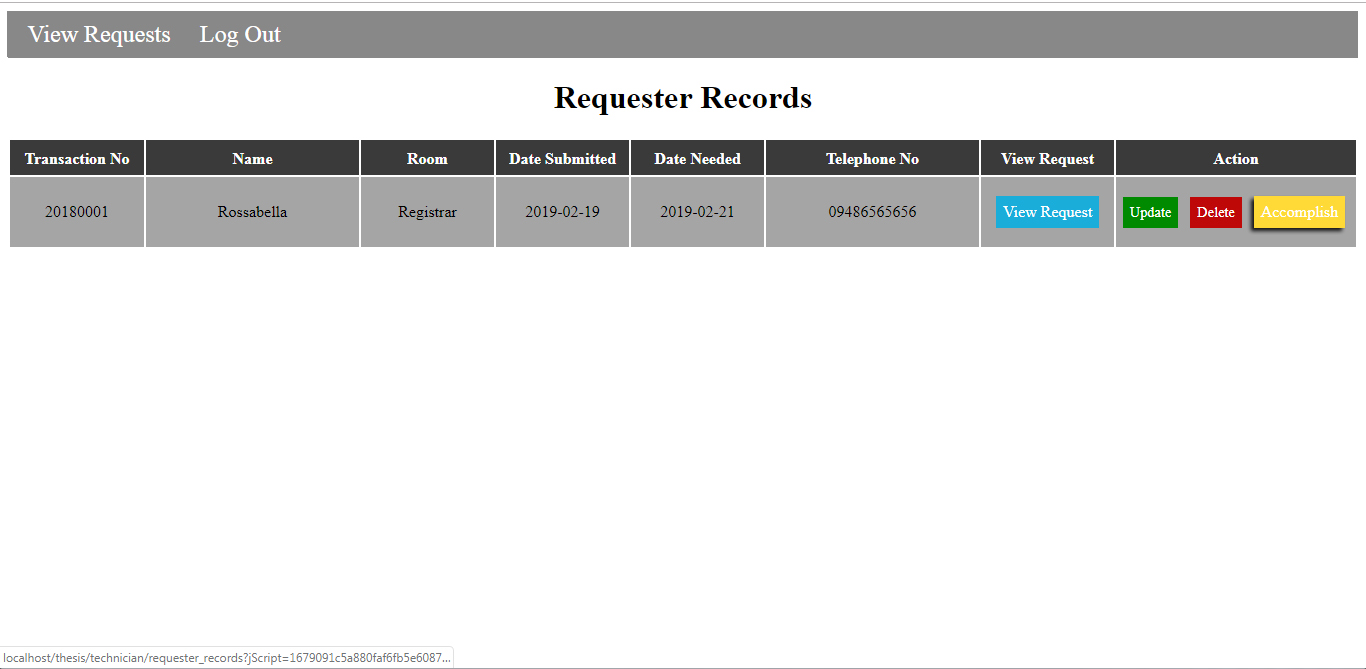 View Requests Log Out
Requester Records
Transaction No Name Room Date Submitted Date Needed Telephone No View Request Action
20180001 Rossabella Registrar 2019-02-19 2019-02-21 09486565656 View Request Update Delete Accomplish
localhost/thesis/technician/requester_records?jScript=1679091c5a880faf6fb5e6087...